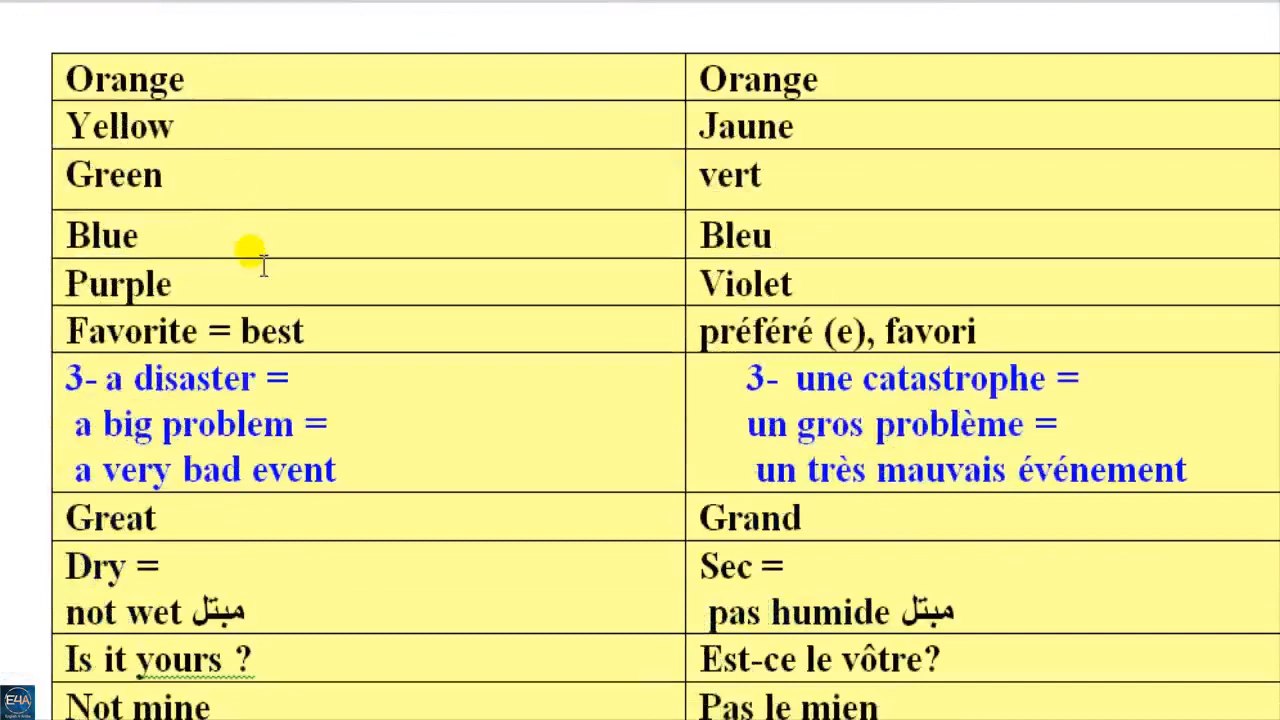 Orange
Orange
Yellow
Jaune
Green
vert
Blue
Bleu
Purple
Violet
Favorite = best
préféré (e), favori
3- a disaster =
a big problem =
a very bad event
3- une catastrophe =
un gros problème =
un très mauvais événement
Great
Grand
Dry =
not wet مبتل
Sec =
pas humide مبتل
Is it yours ?
Est-ce le vôtre?
Not mine
Pas le mien
E4A